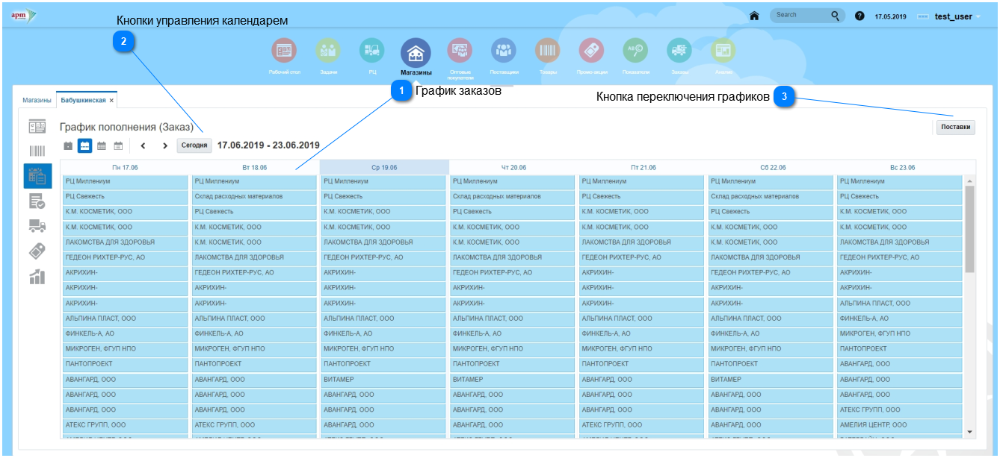 apm
Search
?
17.05.2019
test_user
Кнопки управления календарем
2
Рабочий стол
Задачи
РЦ
Магазины
Оптовые
покупатели
Поставщики
Товары
Промо-акции
Показатели
Заказы
Анализ
1
График заказов
Кнопка переключения графиков
3
Магазины
Бабушкинская ×
График пополнения (Заказ)
Поставки
Сегодня
17.06.2019 - 23.06.2019
Пн 17.06 Вт 18.06 Ср 19.06 Чт 20.06 Пт 21.06 Сб 22.06 Вс 23.06
РЦ Миллениум РЦ Миллениум РЦ Миллениум РЦ Миллениум РЦ Миллениум РЦ Миллениум РЦ Миллениум
РЦ Свежесть Склад расходных материалов РЦ Свежесть Склад расходных материалов РЦ Свежесть Склад расходных материалов РЦ Свежесть
К.М. КОСМЕТИК, ООО РЦ Свежесть К.М. КОСМЕТИК, ООО РЦ Свежесть К.М. КОСМЕТИК, ООО РЦ Свежесть К.М. КОСМЕТИК, ООО
К.М. КОСМЕТИК, ООО К.М. КОСМЕТИК, ООО К.М. КОСМЕТИК, ООО К.М. КОСМЕТИК, ООО К.М. КОСМЕТИК, ООО К.М. КОСМЕТИК, ООО К.М. КОСМЕТИК, ООО
ЛАКОМСТВА ДЛЯ ЗДОРОВЬЯ К.М. КОСМЕТИК, ООО ЛАКОМСТВА ДЛЯ ЗДОРОВЬЯ К.М. КОСМЕТИК, ООО ЛАКОМСТВА ДЛЯ ЗДОРОВЬЯ К.М. КОСМЕТИК, ООО ЛАКОМСТВА ДЛЯ ЗДОРОВЬЯ
ГЕДЕОН РИХТЕР-РУС, АО ЛАКОМСТВА ДЛЯ ЗДОРОВЬЯ ГЕДЕОН РИХТЕР-РУС, АО ЛАКОМСТВА ДЛЯ ЗДОРОВЬЯ ГЕДЕОН РИХТЕР-РУС, АО ЛАКОМСТВА ДЛЯ ЗДОРОВЬЯ ГЕДЕОН РИХТЕР-РУС, АО
АКРИХИН- ГЕДЕОН РИХТЕР-РУС, АО АКРИХИН- ГЕДЕОН РИХТЕР-РУС, АО АКРИХИН- ГЕДЕОН РИХТЕР-РУС, АО АКРИХИН-
АКРИХИН- АКРИХИН- АКРИХИН- АКРИХИН- АКРИХИН- АКРИХИН- АКРИХИН-
АКРИХИН- АКРИХИН- АКРИХИН- АКРИХИН- АКРИХИН- АКРИХИН- АЛЬПИНА ПЛАСТ, ООО
АЛЬПИНА ПЛАСТ, ООО АЛЬПИНА ПЛАСТ, ООО АЛЬПИНА ПЛАСТ, ООО АЛЬПИНА ПЛАСТ, ООО АЛЬПИНА ПЛАСТ, ООО АЛЬПИНА ПЛАСТ, ООО ФИНКЕЛЬ-А, АО
ФИНКЕЛЬ-А, АО ФИНКЕЛЬ-А, АО ФИНКЕЛЬ-А, АО ФИНКЕЛЬ-А, АО ФИНКЕЛЬ-А, АО ФИНКЕЛЬ-А, АО МИКРОГЕН, ФГУП НПО
МИКРОГЕН, ФГУП НПО МИКРОГЕН, ФГУП НПО МИКРОГЕН, ФГУП НПО МИКРОГЕН, ФГУП НПО МИКРОГЕН, ФГУП НПО МИКРОГЕН, ФГУП НПО ПАНТОПРОЕКТ
ПАНТОПРОЕКТ ПАНТОПРОЕКТ ПАНТОПРОЕКТ ПАНТОПРОЕКТ ПАНТОПРОЕКТ ПАНТОПРОЕКТ АВАНГАРД, ООО
АВАНГАРД, ООО АВАНГАРД, ООО ВИТАМЕР ВИТАМЕР АВАНГАРД, ООО ВИТАМЕР АВАНГАРД, ООО
АВАНГАРД, ООО АВАНГАРД, ООО АВАНГАРД, ООО АВАНГАРД, ООО АВАНГАРД, ООО АВАНГАРД, ООО АВАНГАРД, ООО
АВАНГАРД, ООО АВАНГАРД, ООО АВАНГАРД, ООО АВАНГАРД, ООО АВАНГАРД, ООО АВАНГАРД, ООО АТЕКС ГРУПП, ООО
АТЕКС ГРУПП, ООО АТЕКС ГРУПП, ООО АВАНГАРД, ООО АВАНГАРД, ООО АТЕКС ГРУПП, ООО АВАНГАРД, ООО АМЕЛИЯ ЦЕНТР, ООО